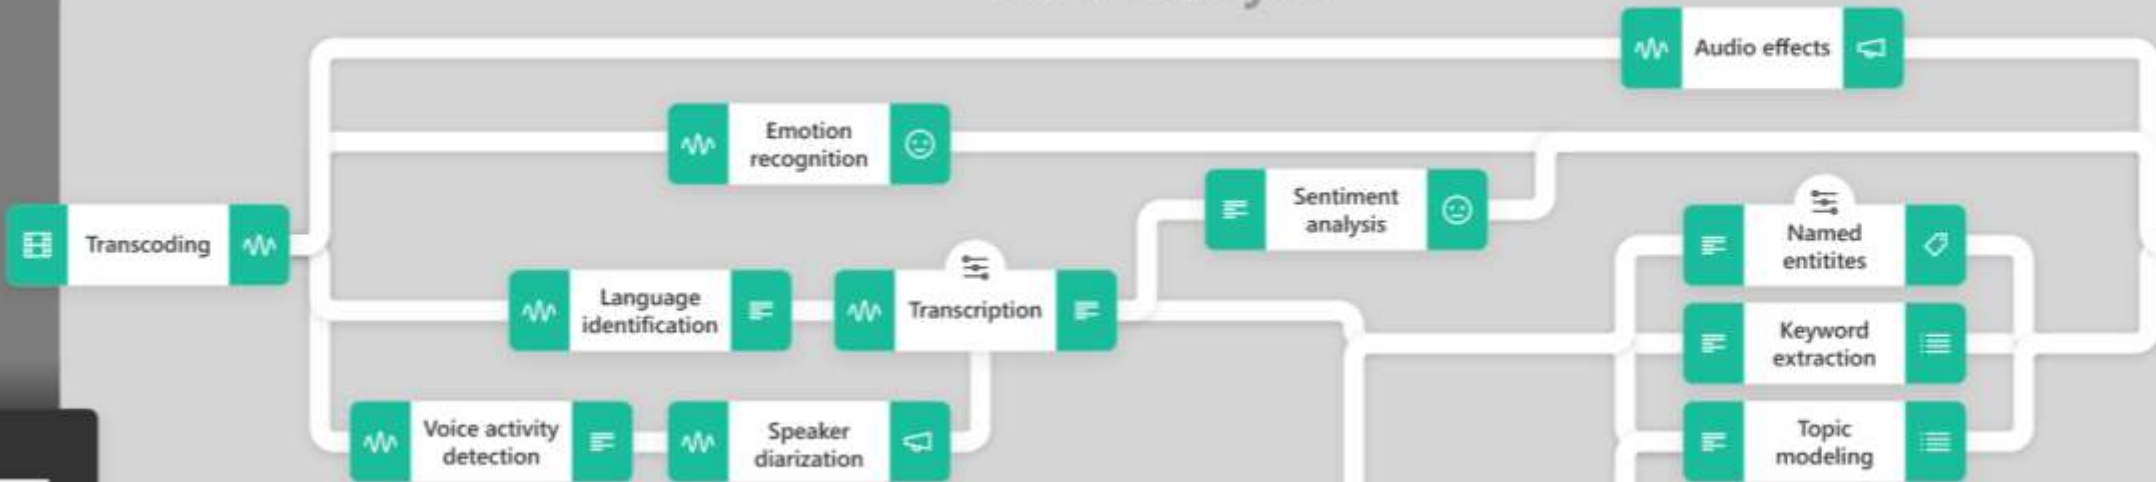 Audio effects
Emotion
recognition
Sentiment
analysis
Transcoding
Named
entitites
Language
identification
Transcription
Keyword
extraction
Voice activity
detection
Speaker
diarization
Topic
modeling